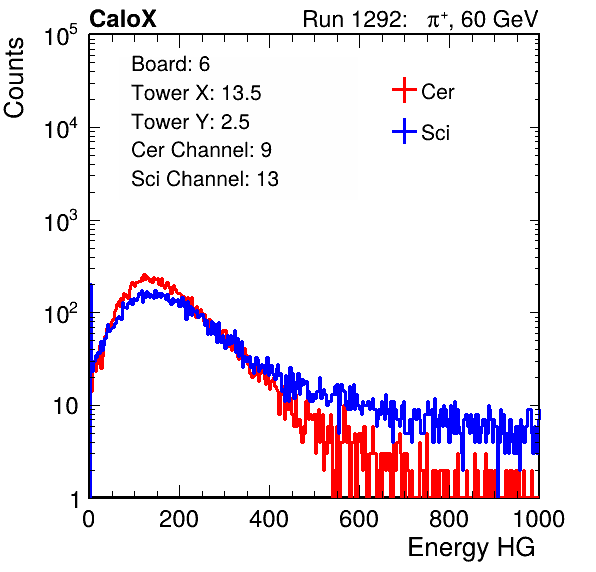 CaloX Run 1292: π⁺, 60 GeV
Counts
Board: 6
Tower X: 13.5
Tower Y: 2.5
Cer Channel: 9
Sci Channel: 13
Cer
Sci
10⁵
10⁴
10³
10²
10
1
0 200 400 600 800 1000
Energy HG